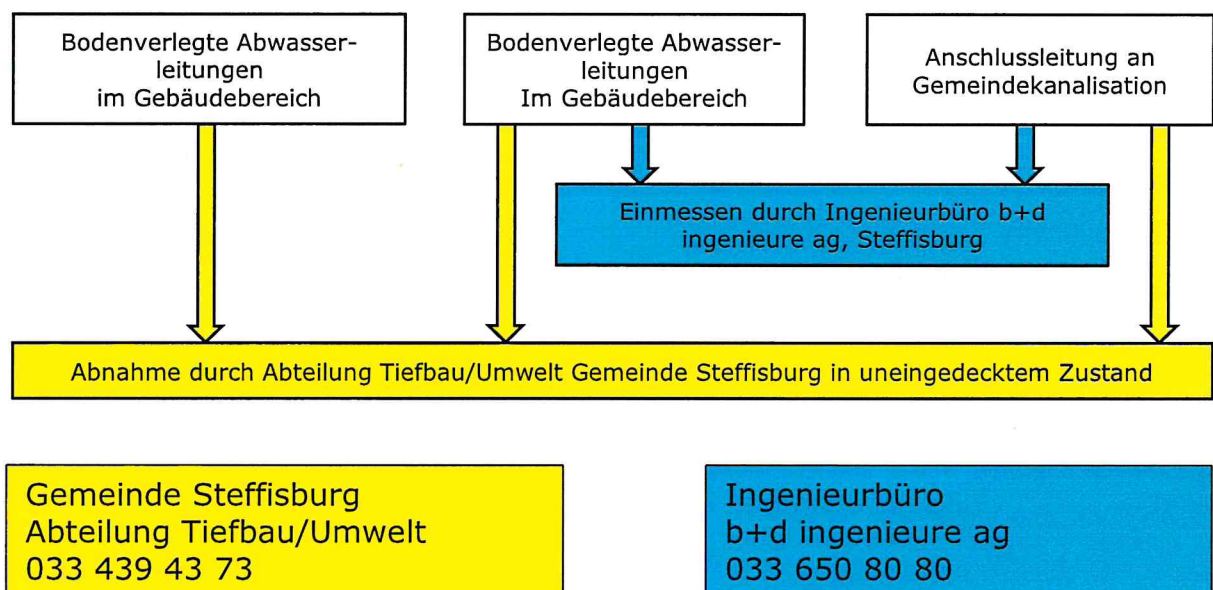 Bodenverlegte Abwasser-
leitungen
im Gebäudebereich
Bodenverlegte Abwasser-
leitungen
Im Gebäudebereich
Anschlussleitung an
Gemeindekanalisation
Einmessen durch Ingenieurbüro b+d
ingenieure ag, Steffisburg
Abnahme durch Abteilung Tiefbau/Umwelt Gemeinde Steffisburg in uneingedecktem Zustand
Gemeinde Steffisburg
Abteilung Tiefbau/Umwelt
033 439 43 73
Ingenieurbüro
b+d ingenieure ag
033 650 80 80